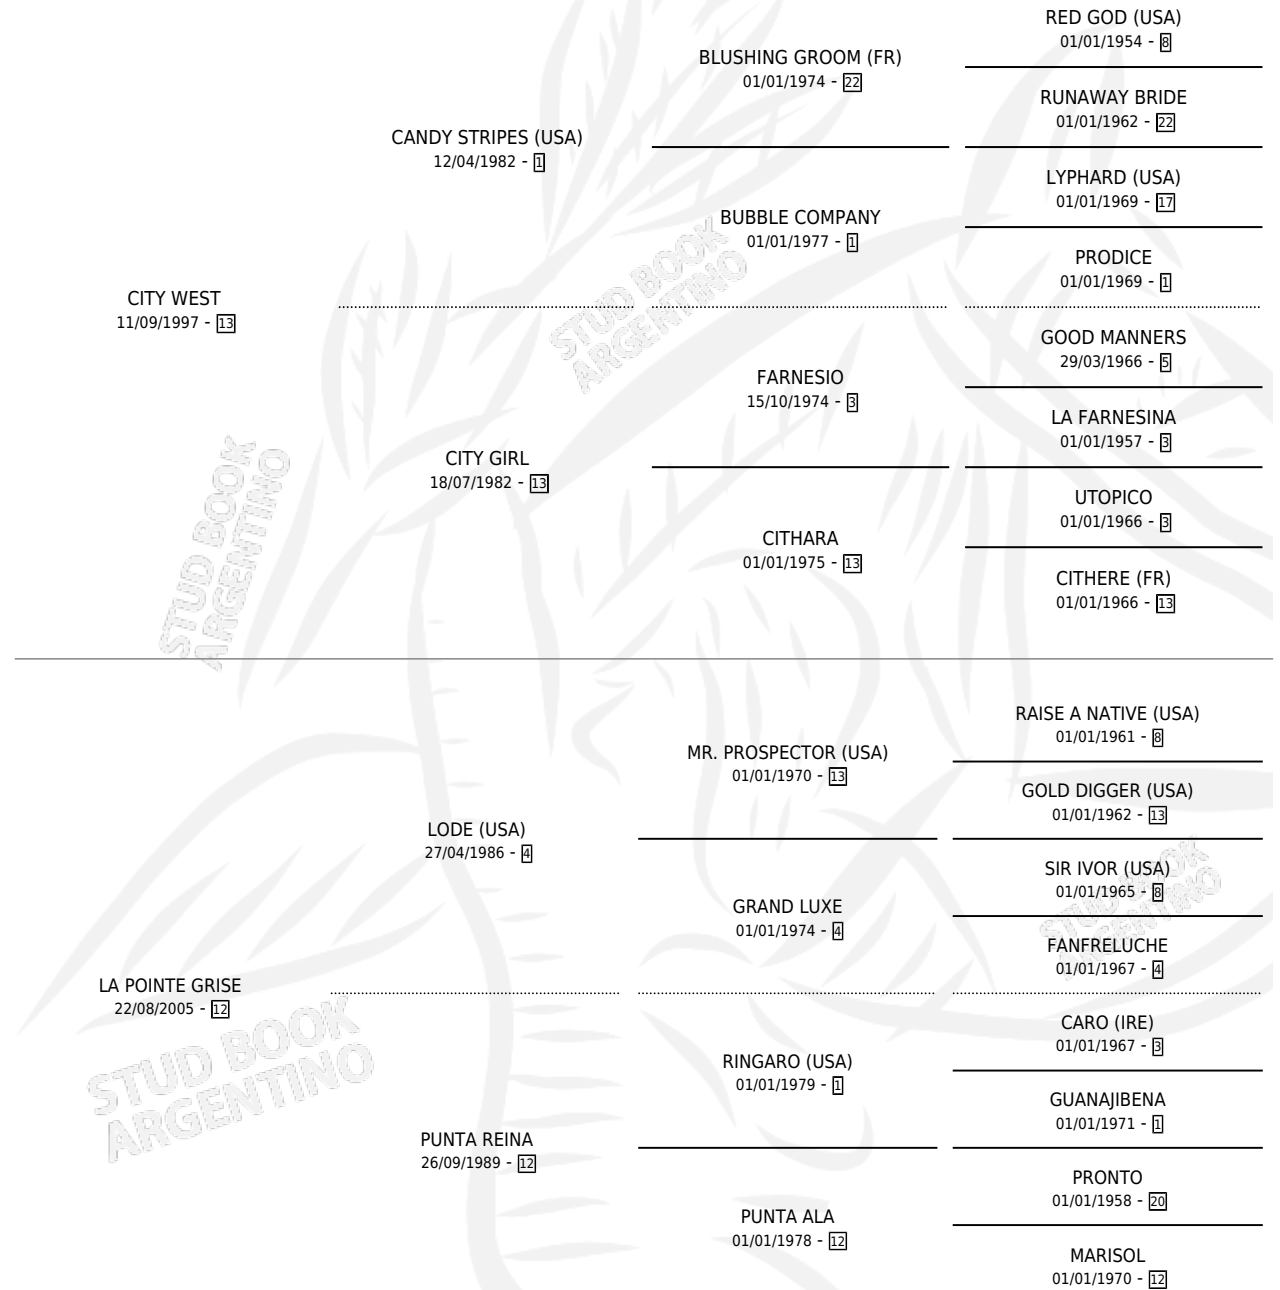 RED GOD (USA)
01/01/1954 - 8
BLUSHING GROOM (FR)
01/01/1974 - 22
RUNAWAY BRIDE
01/01/1962 - 22
CANDY STRIPES (USA)
12/04/1982 - 1
LYPHARD (USA)
01/01/1969 - 17
BUBBLE COMPANY
01/01/1977 - 1
PRODICE
01/01/1969 - 1
CITY WEST
11/09/1997 - 13
STUD BOOK
ARGENTINO
GOOD MANNERS
29/03/1966 - 5
FARNESIO
15/10/1974 - 3
LA FARNESINA
01/01/1957 - 3
CITY GIRL
18/07/1982 - 13
UTOPICO
01/01/1966 - 3
CITHARA
01/01/1975 - 13
CITHERE (FR)
01/01/1966 - 13
STUD BOOK
ARGENTINO
RAISE A NATIVE (USA)
01/01/1961 - 8
MR. PROSPECTOR (USA)
01/01/1970 - 13
GOLD DIGGER (USA)
01/01/1962 - 13
LODE (USA)
27/04/1986 - 4
SIR IVOR (USA)
01/01/1965 - 8
GRAND LUXE
01/01/1974 - 4
STUD BOOK
ARGENTINO
FANFRELUCHE
01/01/1967 - 4
LA POINTE GRISE
22/08/2005 - 12
STUD BOOK
ARGENTINO
CARO (IRE)
01/01/1967 - 3
RINGARO (USA)
01/01/1979 - 1
GUANAJIBENA
01/01/1971 - 1
PUNTA REINA
26/09/1989 - 12
PRONTO
01/01/1958 - 20
PUNTA ALA
01/01/1978 - 12
MARISOL
01/01/1970 - 12